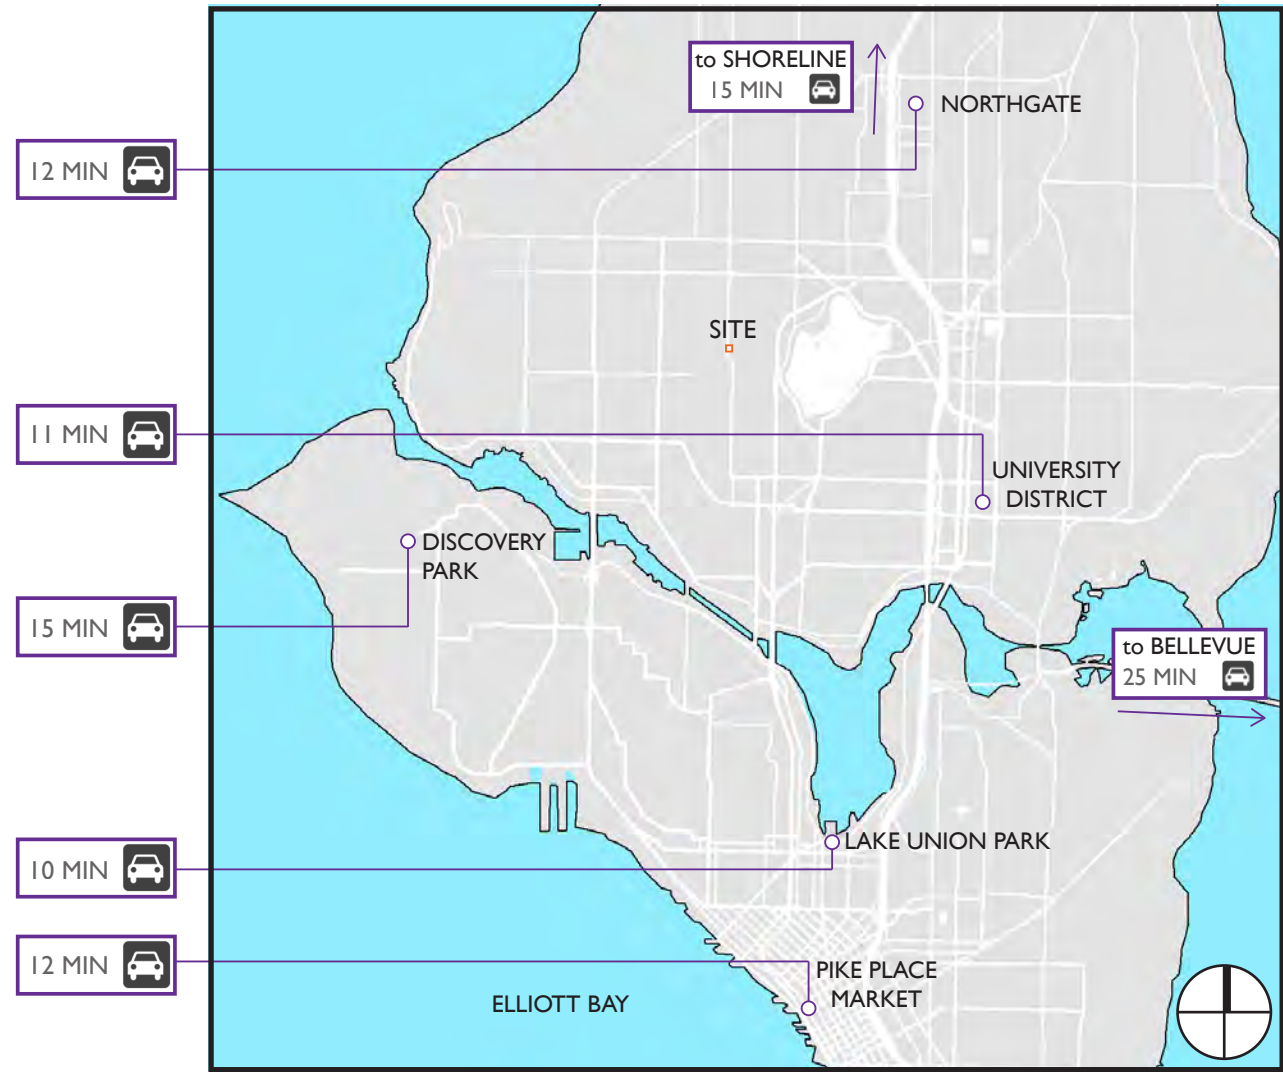 to SHORELINE
15 MIN
NORTHGATE
12 MIN
SITE
11 MIN
UNIVERSITY
DISTRICT
DISCOVERY
PARK
15 MIN
to BELLEVUE
25 MIN
LAKE UNION PARK
10 MIN
12 MIN
PIKE PLACE
MARKET
ELLIOTT BAY